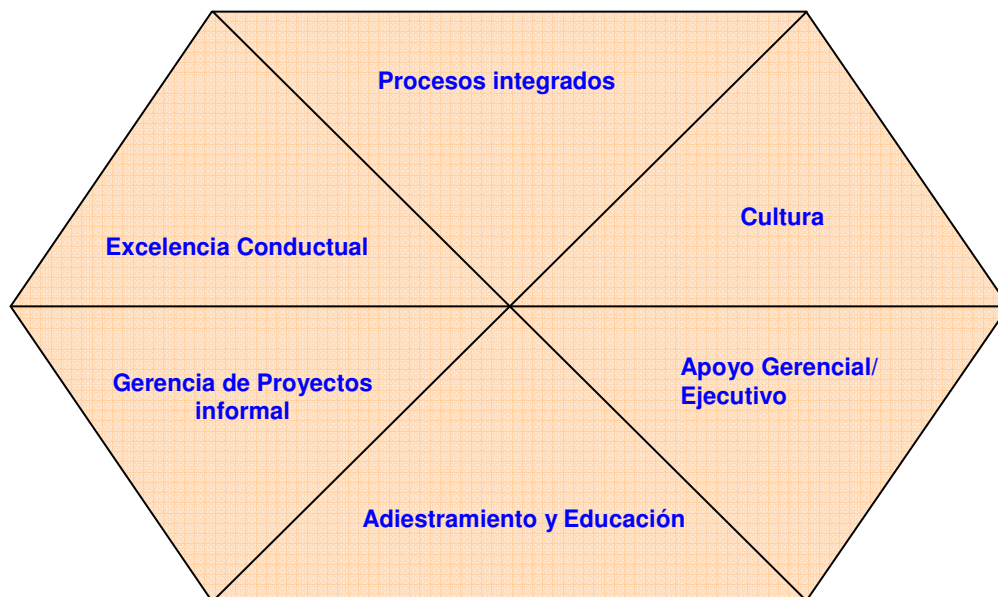 Procesos integrados
Cultura
Excelencia Conductual
Apoyo Gerencial/
Ejecutivo
Gerencia de Proyectos
informal
Adiestramiento y Educación